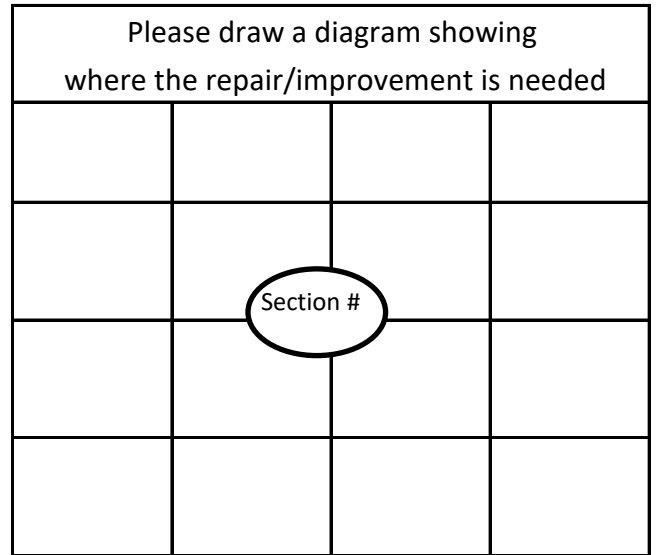 Please draw a diagram showing
where the repair/improvement is needed
Section #